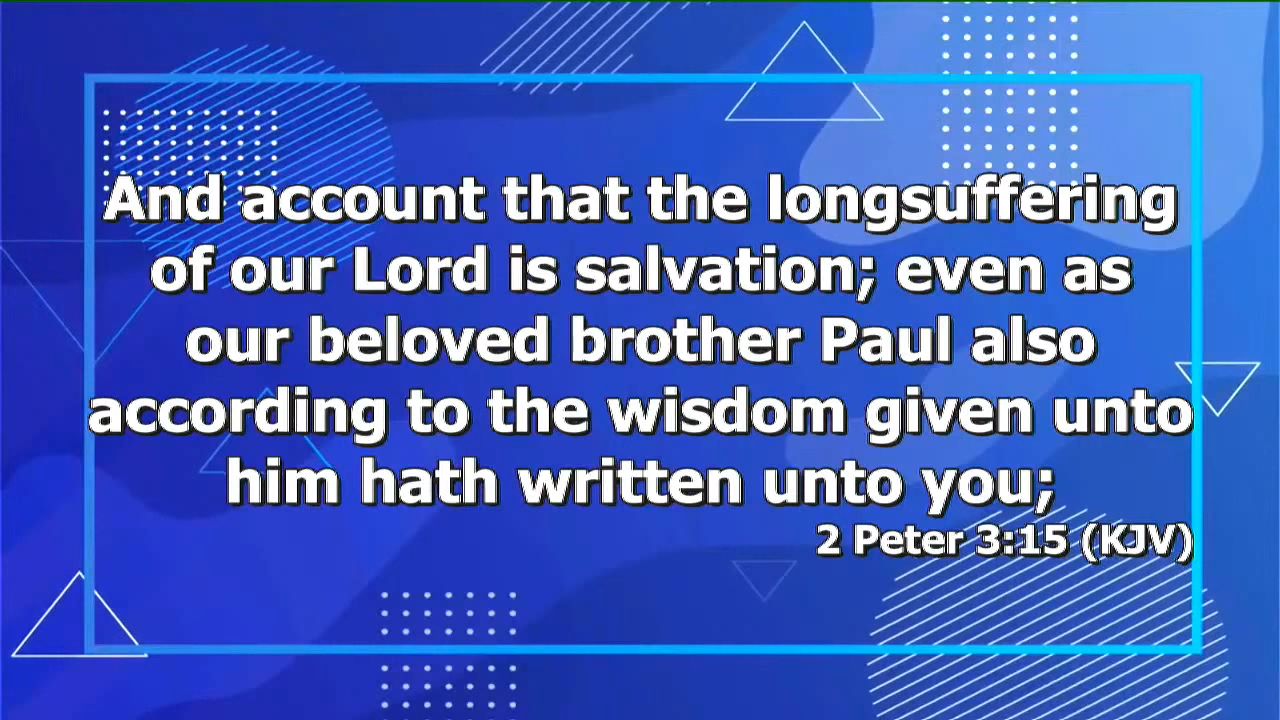 And account that the longsuffering
of our Lord is salvation; even as
our beloved brother Paul also
according to the wisdom given unto
him hath written unto you;
2 Peter 3:15 (KJV)